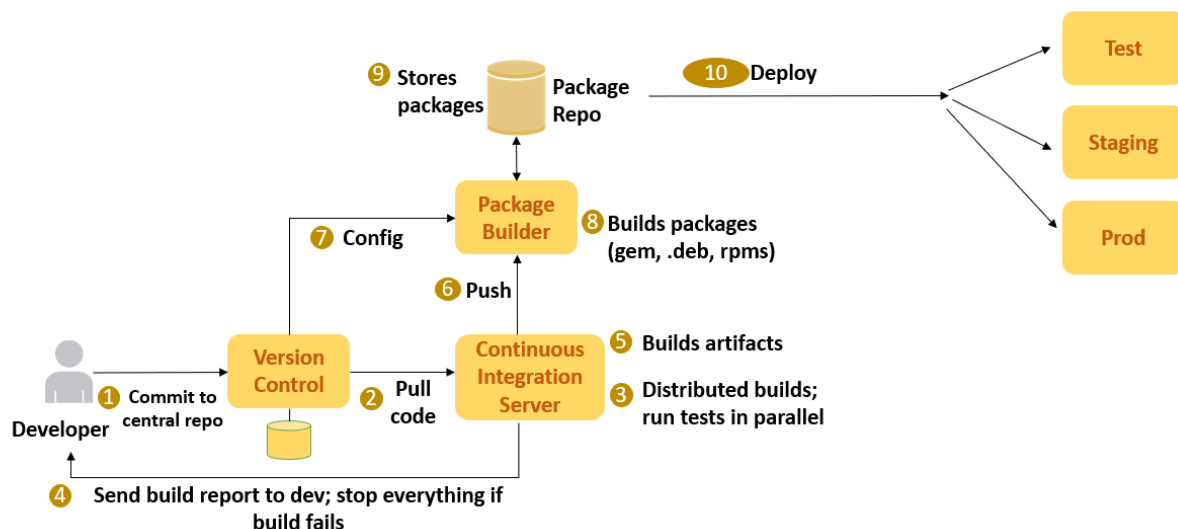 9 Stores
packages
Package
Repo
10 Deploy
Test
Staging
Prod
Package
Builder
8 Builds packages
(gem, .deb, rpms)
7 Config
6 Push
Version
Control
Continuous
Integration
Server
5 Builds artifacts
3 Distributed builds;
run tests in parallel
Developer
1 Commit to
central repo
2 Pull
code
4 Send build report to dev; stop everything if
build fails